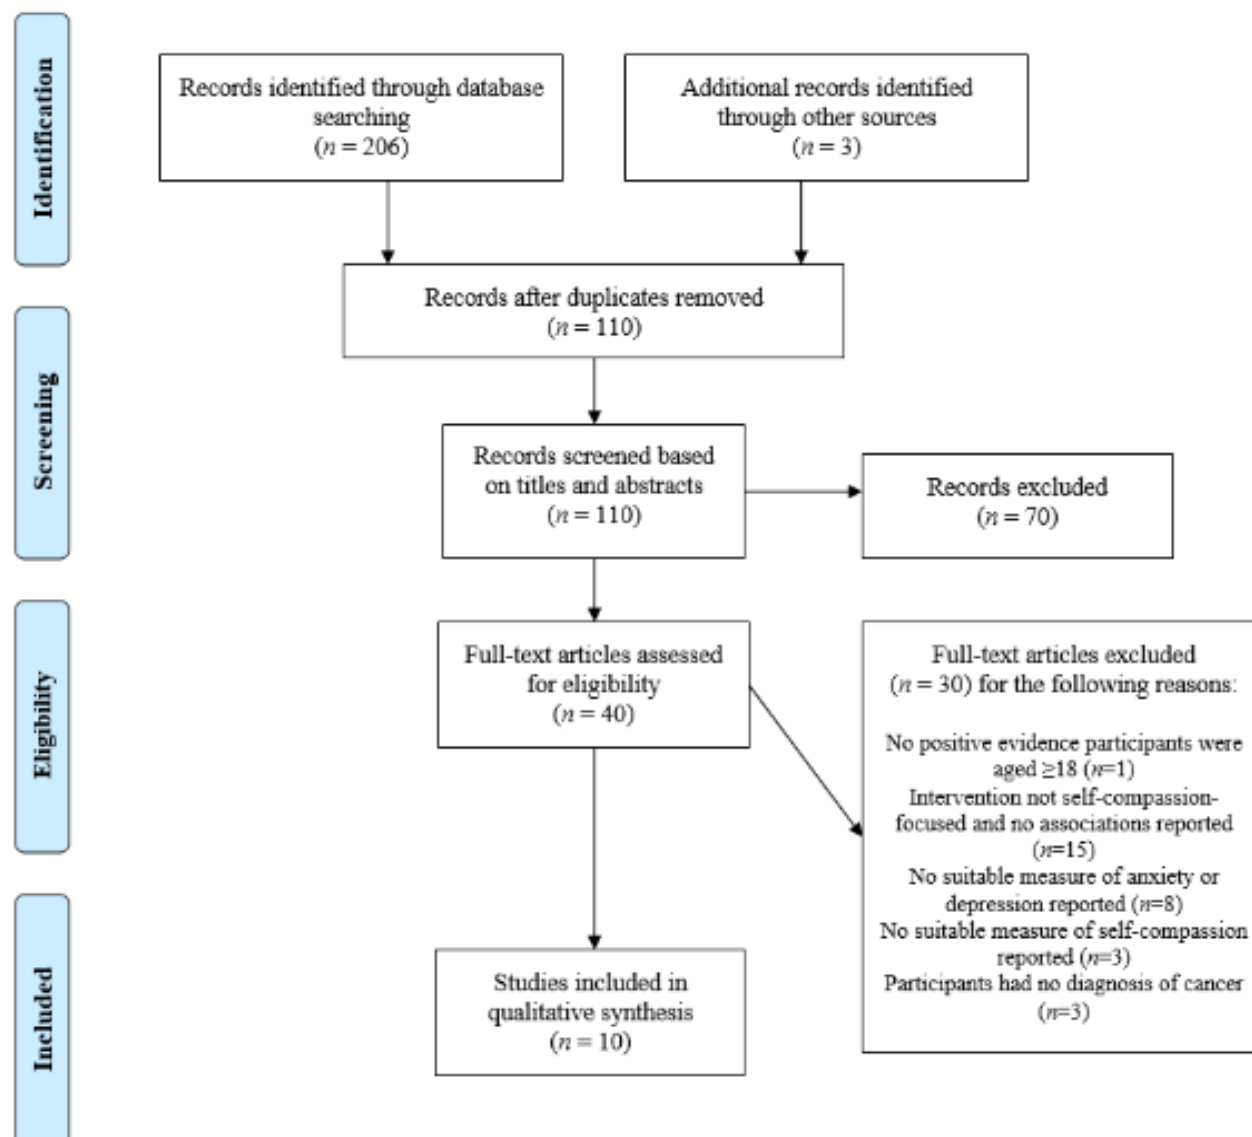 Identification
Records identified through database
searching
(n = 206)
Additional records identified
through other sources
(n = 3)
Records after duplicates removed
(n = 110)
Screening
Records screened based
on titles and abstracts
(n = 110)
Records excluded
(n = 70)
Eligibility
Full-text articles assessed
for eligibility
(n = 40)
Full-text articles excluded
(n = 30) for the following reasons:
No positive evidence participants were
aged ≥18 (n=1)
Intervention not self-compassion-
focused and no associations reported
(n=15)
No suitable measure of anxiety or
depression reported (n=8)
No suitable measure of self-compassion
reported (n=3)
Participants had no diagnosis of cancer
(n=3)
Included
Studies included in
qualitative synthesis
(n = 10)